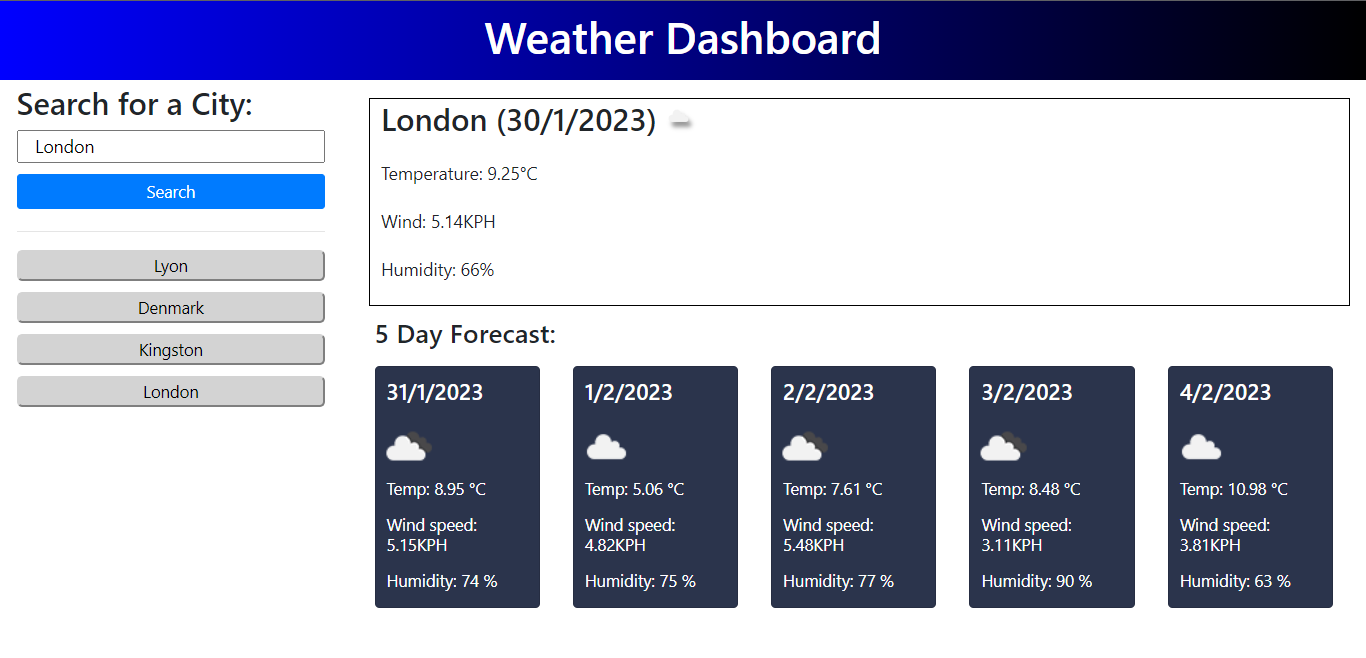 Weather Dashboard
Search for a City:
London
Search
Lyon
Denmark
Kingston
London
London (30/1/2023)
Temperature: 9.25°C
Wind: 5.14KPH
Humidity: 66%
5 Day Forecast:
31/1/2023
Temp: 8.95 °C
Wind speed:
5.15KPH
Humidity: 74 %
1/2/2023
Temp: 5.06 °C
Wind speed:
4.82KPH
Humidity: 75 %
2/2/2023
Temp: 7.61 °C
Wind speed:
5.48KPH
Humidity: 77 %
3/2/2023
Temp: 8.48 °C
Wind speed:
3.11KPH
Humidity: 90 %
4/2/2023
Temp: 10.98 °C
Wind speed:
3.81KPH
Humidity: 63 %